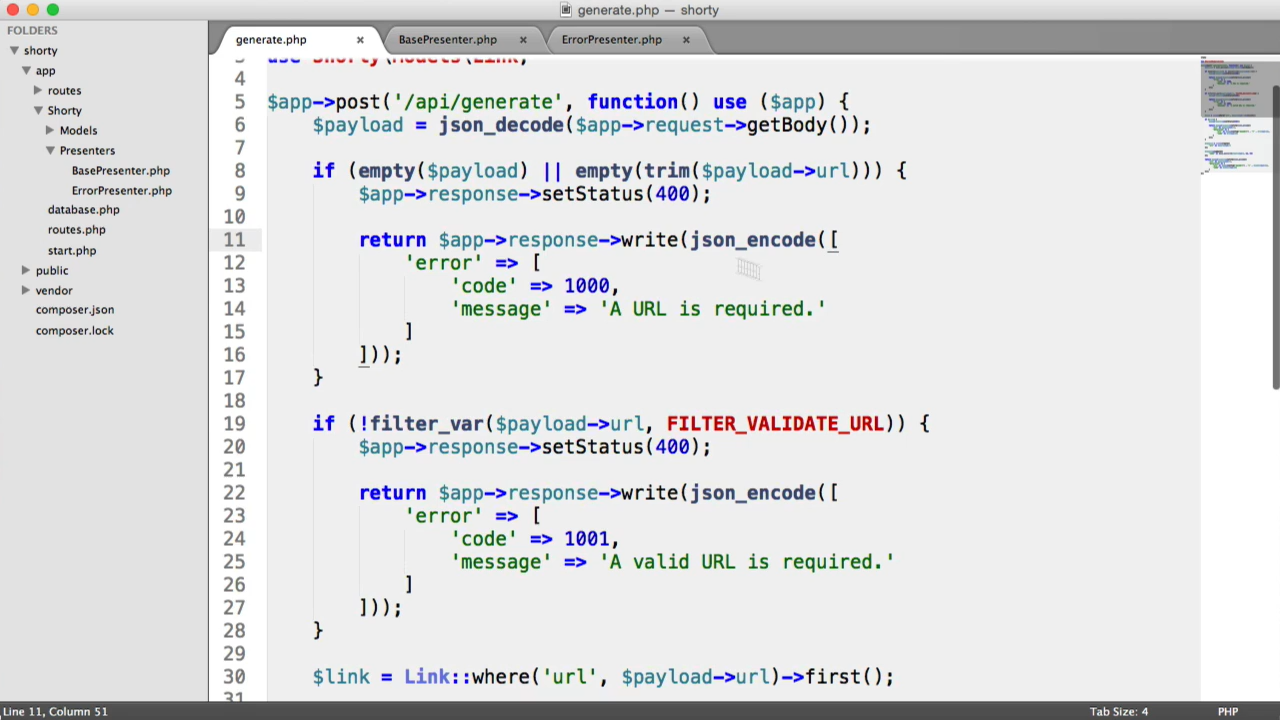 generate.php — shorty
FOLDERS
shorty
app
routes
Shorty
Models
Presenters
BasePresenter.php
ErrorPresenter.php
database.php
routes.php
start.php
public
vendor
composer.json
composer.lock
generate.php ×
BasePresenter.php ×
ErrorPresenter.php ×
3 use Shorty\Models\Link;
4
5 $app->post('/api/generate', function() use ($app) {
6 $payload = json_decode($app->request->getBody());
7
8 if (empty($payload) || empty(trim($payload->url))) {
9 $app->response->setStatus(400);
10
11 return $app->response->write(json_encode([
12 'error' => [
13 'code' => 1000,
14 'message' => 'A URL is required.'
15 ]
16 ]));
17 }
18
19 if (!filter_var($payload->url, FILTER_VALIDATE_URL)) {
20 $app->response->setStatus(400);
21
22 return $app->response->write(json_encode([
23 'error' => [
24 'code' => 1001,
25 'message' => 'A valid URL is required.'
26 ]
27 ]));
28 }
29
30 $link = Link::where('url', $payload->url)->first();
31
Line 11, Column 51
Tab Size: 4
PHP